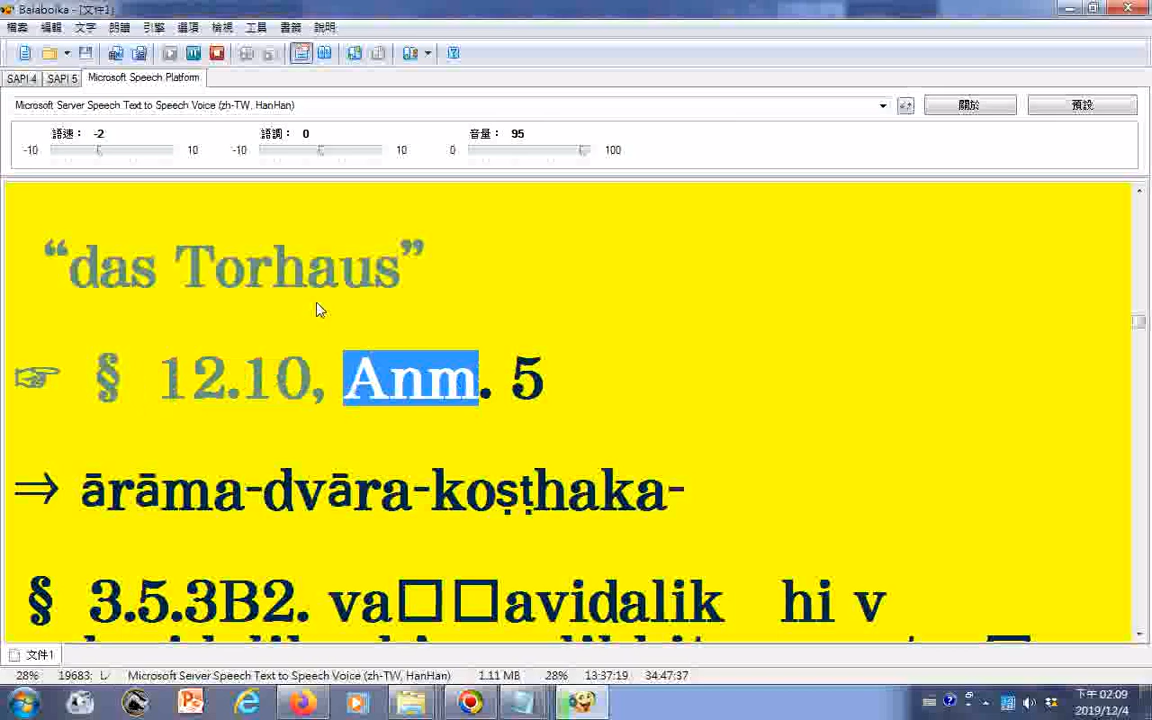 Balabolka - [文件1]
檔案 編輯 文字 朗讀 引擎 選項 檢視 工具 書籤 說明
SAPI 4 SAPI 5 Microsoft Speech Platform
Microsoft Server Speech Text to Speech Voice (zh-TW, HanHan) 關於 預設
語速： -2 語調： 0 音量： 95
-10 10 -10 10 0 100
“das Torhaus”
☞ § 12.10, Anm. 5
⇒ ārāma-dvāra-koṣṭhaka-
§ 3.5.3B2. va□□avidalik hi v
文件1
28% 19683: Microsoft Server Speech Text to Speech Voice (zh-TW, HanHan) 1.11 MB 28% 13:37:19 34:47:37
下午 02:09
2019/12/4